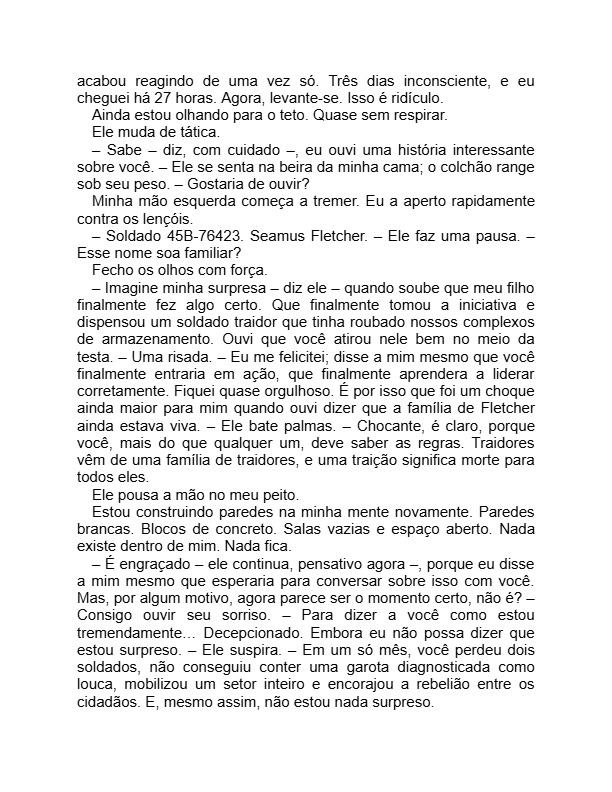 acabou reagindo de uma vez só. Três dias inconsciente, e eu
cheguei há 27 horas. Agora, levante-se. Isso é ridículo.
Ainda estou olhando para o teto. Quase sem respirar.
Ele muda de tática.
– Sabe – diz, com cuidado –, eu ouvi uma história interessante
sobre você. – Ele se senta na beira da minha cama; o colchão range
sob seu peso. – Gostaria de ouvir?
Minha mão esquerda começa a tremer. Eu a aperto rapidamente
contra os lençóis.
– Soldado 45B-76423. Seamus Fletcher. – Ele faz uma pausa. –
Esse nome soa familiar?
Fecho os olhos com força.
– Imagine minha surpresa – diz ele – quando soube que meu filho
finalmente fez algo certo. Que finalmente tomou a iniciativa e
dispensou um soldado traidor que tinha roubado nossos complexos
de armazenamento. Ouvi que você atirou nele bem no meio da
testa. – Uma risada. – Eu me felicitei; disse a mim mesmo que você
finalmente entraria em ação, que finalmente aprendera a liderar
corretamente. Fiquei quase orgulhoso. É por isso que foi um choque
ainda maior para mim quando ouvi dizer que a família de Fletcher
ainda estava viva. – Ele bate palmas. – Chocante, é claro, porque
você, mais do que qualquer um, deve saber as regras. Traidores
vêm de uma família de traidores, e uma traição significa morte para
todos eles.
Ele pousa a mão no meu peito.
Estou construindo paredes na minha mente novamente. Paredes
brancas. Blocos de concreto. Salas vazias e espaço aberto. Nada
existe dentro de mim. Nada fica.
– É engraçado – ele continua, pensativo agora –, porque eu disse
a mim mesmo que esperaria para conversar sobre isso com você.
Mas, por algum motivo, agora parece ser o momento certo, não é? –
Consigo ouvir seu sorriso. – Para dizer a você como estou
tremendamente… Decepcionado. Embora eu não possa dizer que
estou surpreso. – Ele suspira. – Em um só mês, você perdeu dois
soldados, não conseguiu conter uma garota diagnosticada como
louca, mobilizou um setor inteiro e encorajou a rebelião entre os
cidadãos. E, mesmo assim, não estou nada surpreso.